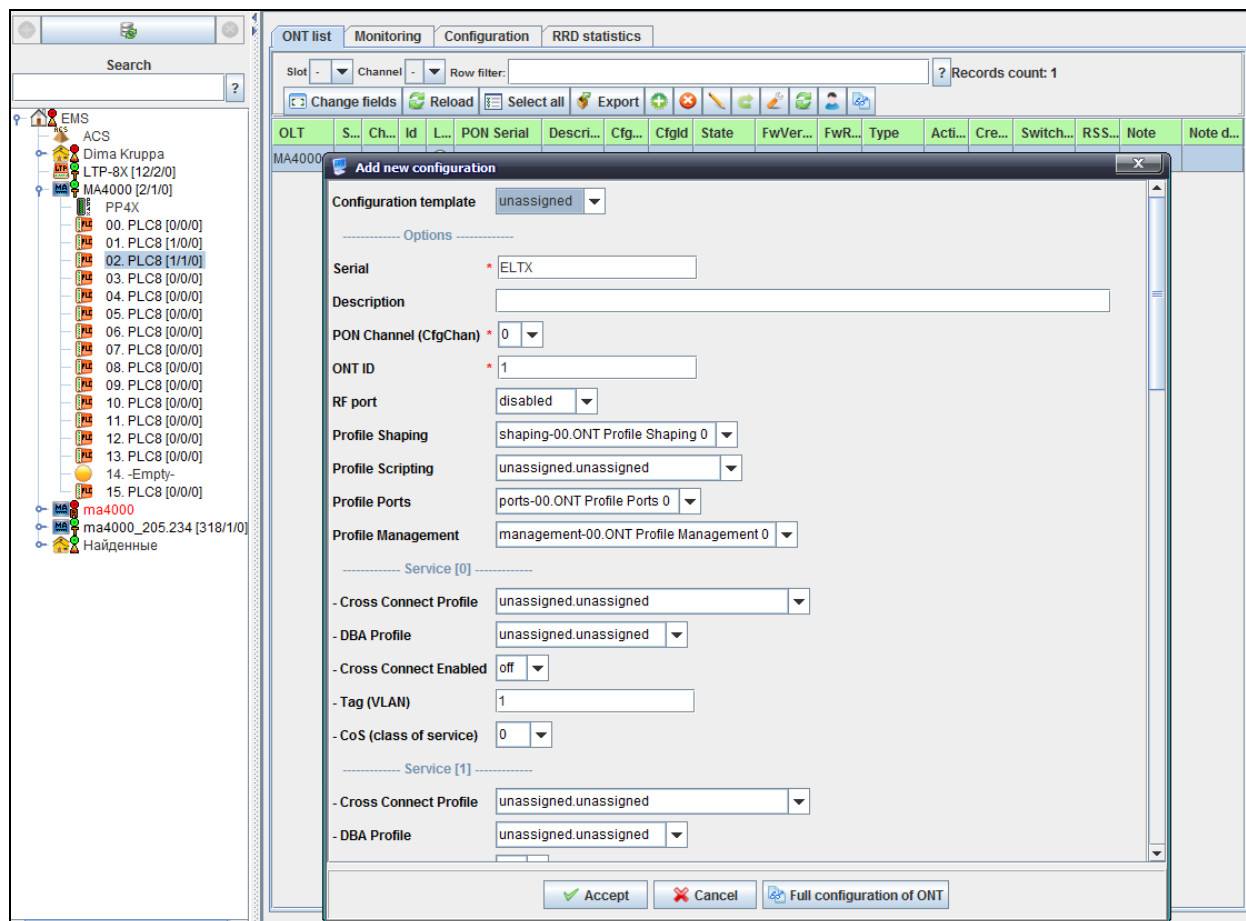 Search
?
EMS
ACS
Dima Kruppa
LTP-8X [12/2/0]
MA4000 [2/1/0]
PP4X
00. PLC8 [0/0/0]
01. PLC8 [1/0/0]
02. PLC8 [1/1/0]
03. PLC8 [0/0/0]
04. PLC8 [0/0/0]
05. PLC8 [0/0/0]
06. PLC8 [0/0/0]
07. PLC8 [0/0/0]
08. PLC8 [0/0/0]
09. PLC8 [0/0/0]
10. PLC8 [0/0/0]
11. PLC8 [0/0/0]
12. PLC8 [0/0/0]
13. PLC8 [0/0/0]
14. -Empty-
15. PLC8 [0/0/0]
ma4000
ma4000_205.234 [318/1/0]
Найденные
ONT list Monitoring Configuration RRD statistics
Slot - Channel - Row filter: ? Records count: 1
Change fields Reload Select all Export
OLT S... Ch... Id L... PON Serial Descri... Cfg... CfgId State FwVer... FwR... Type Acti... Cre... Switch... RSS... Note Note d...
MA4000
Add new configuration
Configuration template unassigned
------------- Options -------------
Serial * ELTX
Description
PON Channel (CfgChan) * 0
ONT ID * 1
RF port disabled
Profile Shaping shaping-00.ONT Profile Shaping 0
Profile Scripting unassigned.unassigned
Profile Ports ports-00.ONT Profile Ports 0
Profile Management management-00.ONT Profile Management 0
------------- Service [0] -------------
- Cross Connect Profile unassigned.unassigned
- DBA Profile unassigned.unassigned
- Cross Connect Enabled off
- Tag (VLAN) 1
- CoS (class of service) 0
------------- Service [1] -------------
- Cross Connect Profile unassigned.unassigned
- DBA Profile unassigned.unassigned
Accept Cancel Full configuration of ONT